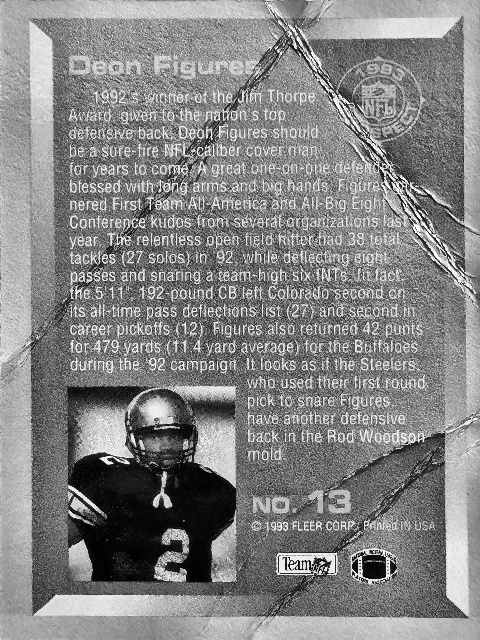 Deon Figures
1993
NFL
PROSPECT
1992's winner of the Jim Thorpe
Award, given to the nation's top
defensive back, Deon Figures should
be a sure-fire NFL-caliber cover man
for years to come. A great one-on-one defender
blessed with long arms and big hands, Figures gar-
nered First Team All-America and All-Big Eight
Conference kudos from several organizations last
year. The relentless open field hitter had 38 total
tackles (27 solos) in '92, while deflecting eight
passes and snaring a team-high six INTs. In fact,
the 5'11", 192-pound CB left Colorado second on
its all-time pass deflections list (27) and second in
career pickoffs (12). Figures also returned 42 punts
for 479 yards (11.4 yard average) for the Buffaloes
during the '92 campaign. It looks as if the Steelers,
who used their first round
pick to snare Figures
have another defensive
back in the Rod Woodson
mold.
2
2
NO. 13
© 1993 FLEER CORP. Printed IN USA
Team NFL